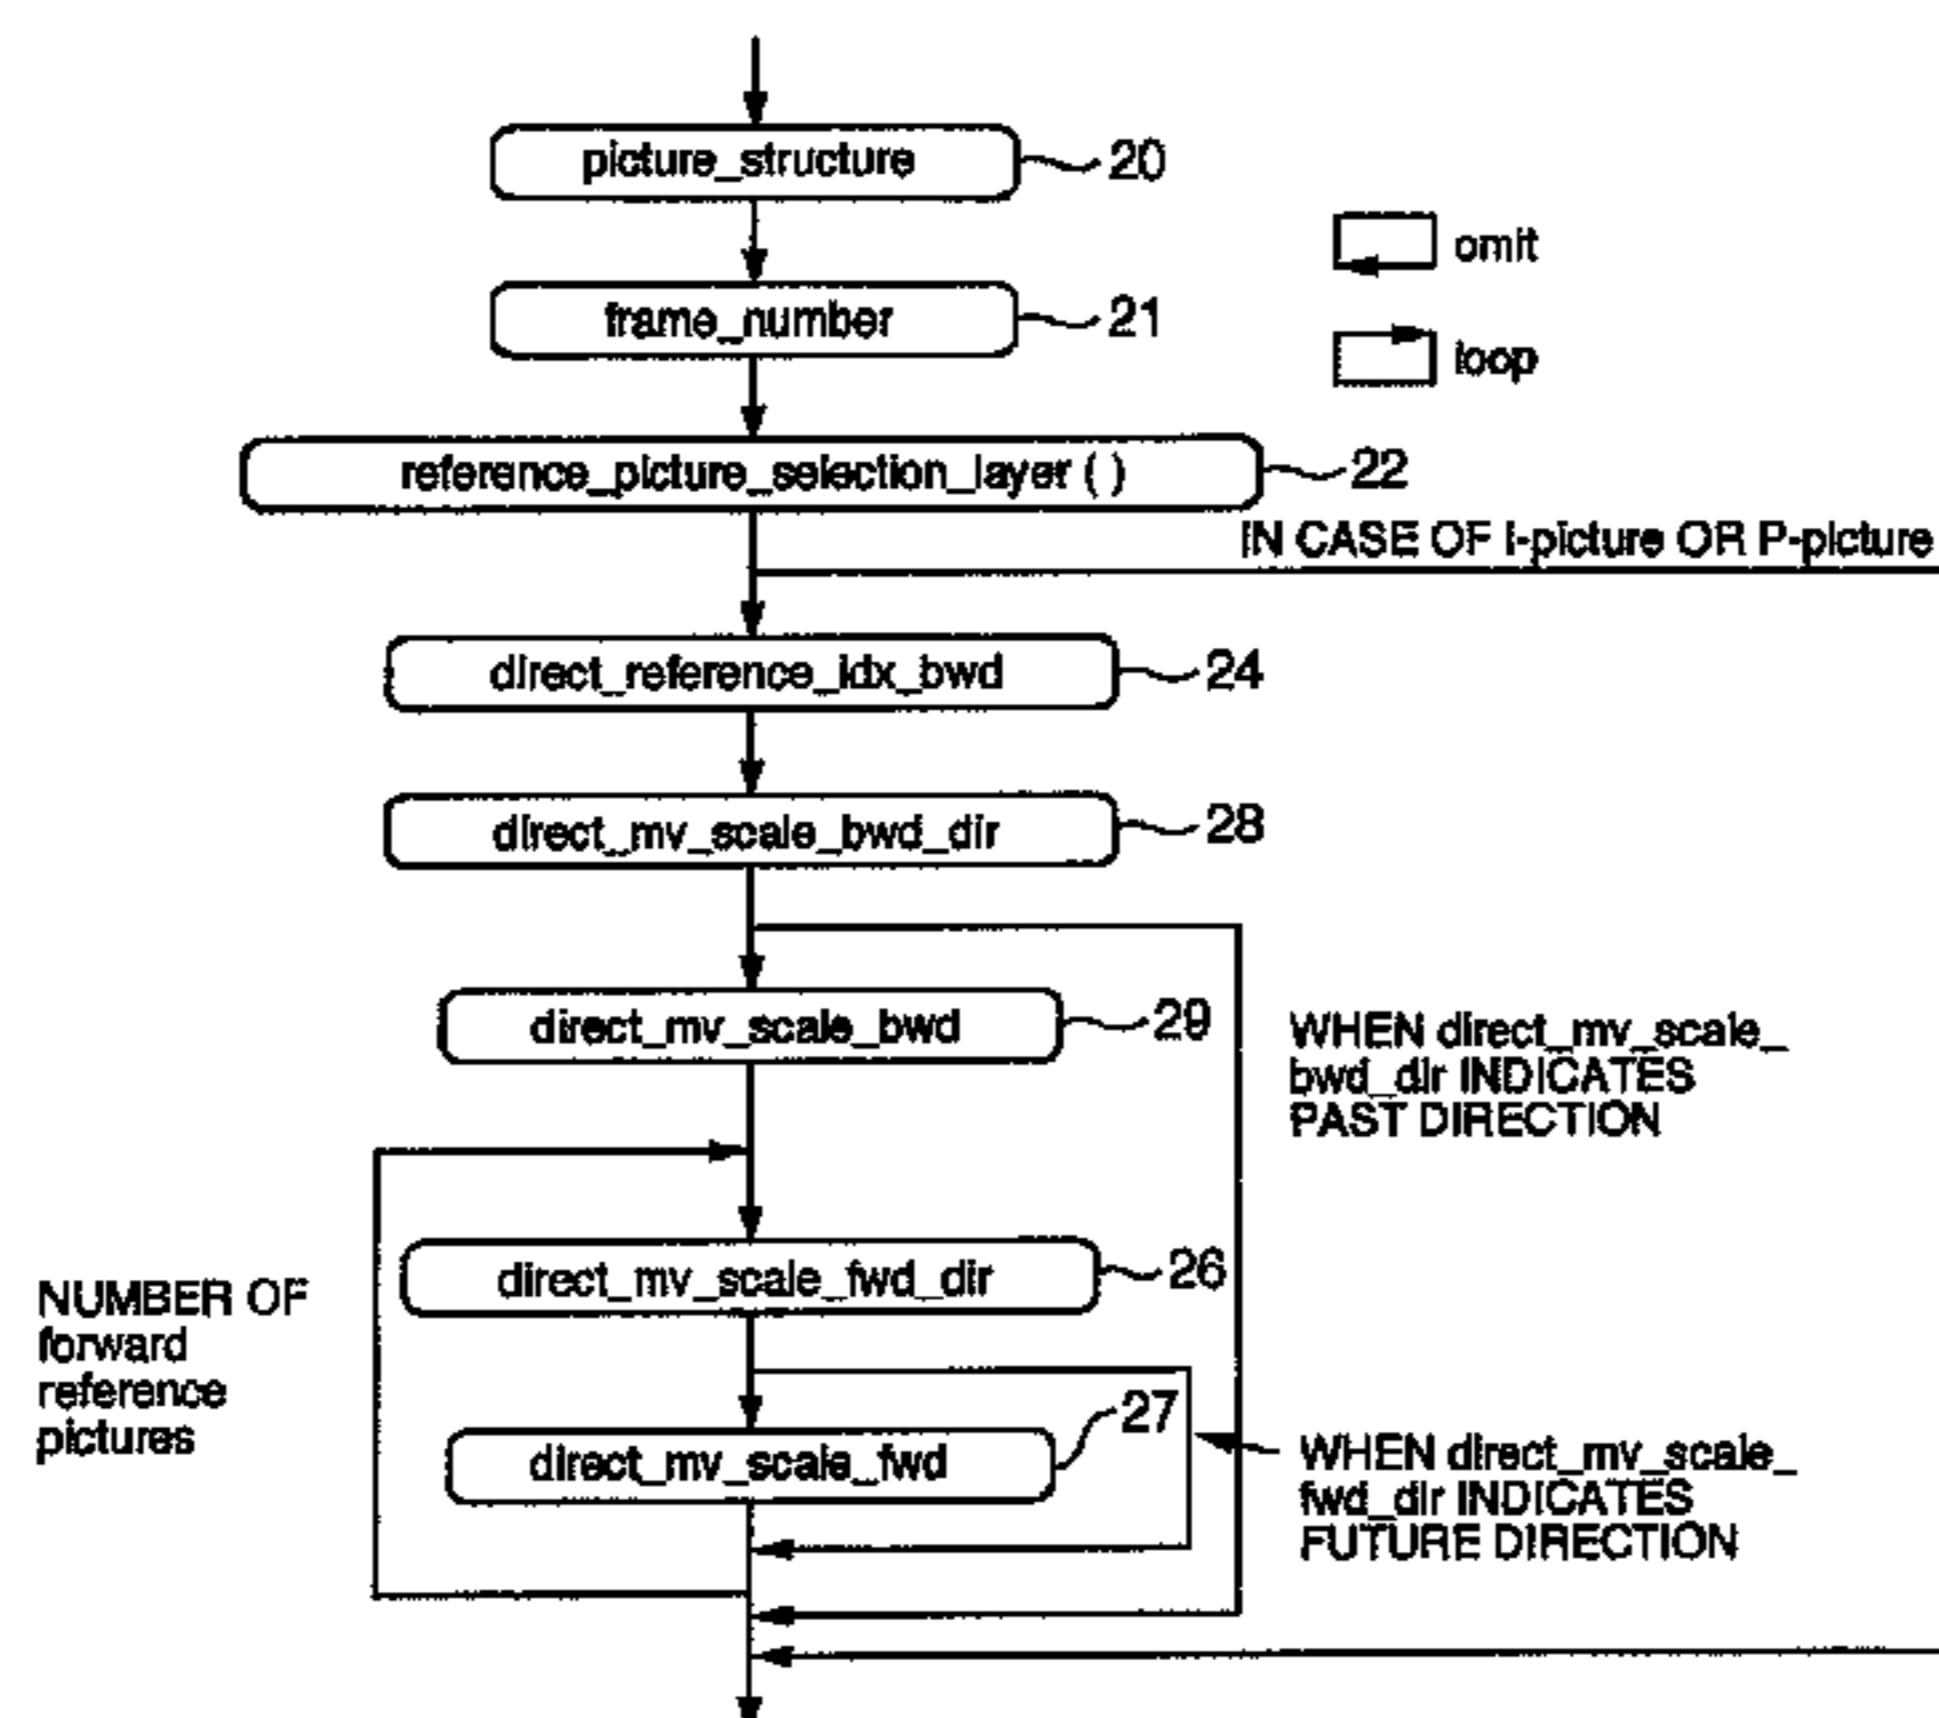 picture_structure
20
omit
frame_number
21
loop
reference_picture_selection_layer ( )
22
IN CASE OF I-picture OR P-picture
direct_reference_idx_bwd
24
direct_mv_scale_bwd_dir
28
direct_mv_scale_bwd
29
WHEN direct_mv_scale_
bwd_dir INDICATES
PAST DIRECTION
direct_mv_scale_fwd_dir
26
NUMBER OF
forward
reference
pictures
27
direct_mv_scale_fwd
WHEN direct_mv_scale_
fwd_dir INDICATES
FUTURE DIRECTION